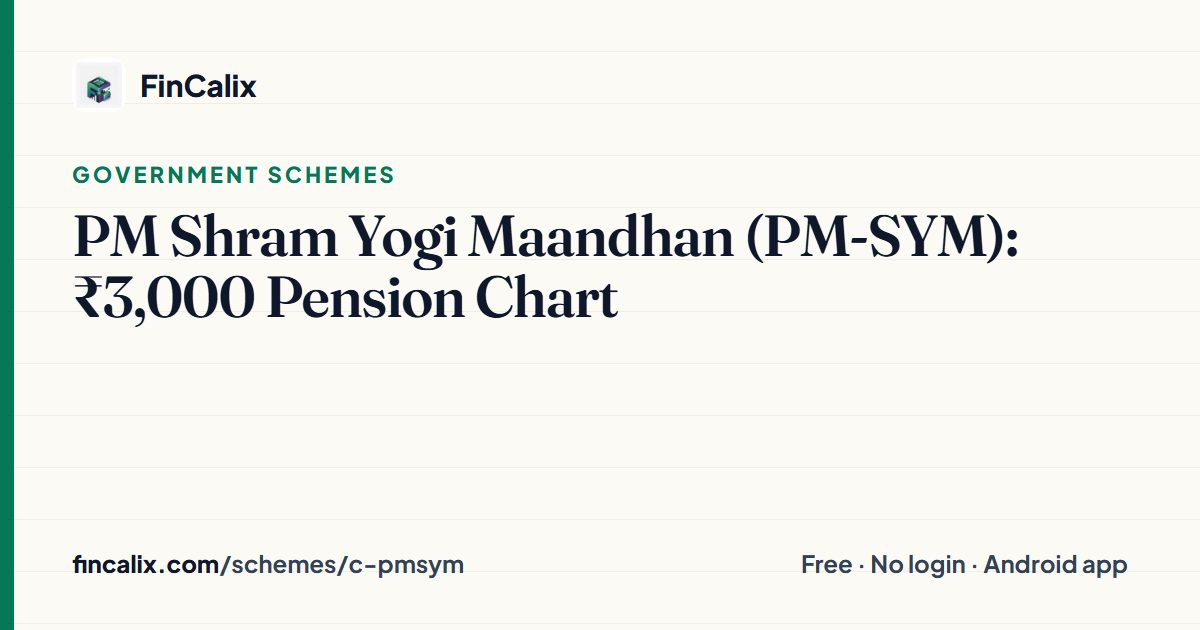 FinCalix
GOVERNMENT SCHEMES
PM Shram Yogi Maandhan (PM-SYM):
₹3,000 Pension Chart
fincalix.com/schemes/c-pmsym
Free · No login · Android app